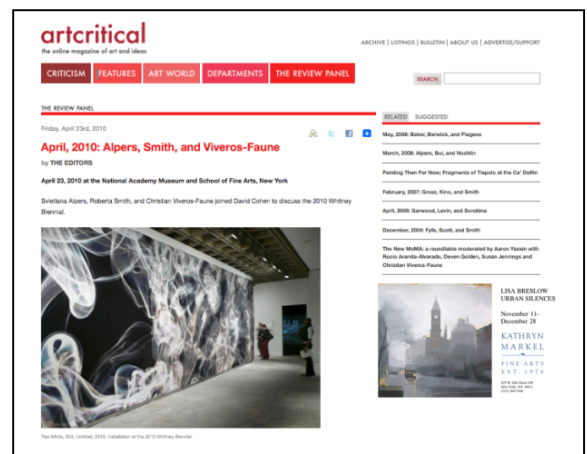 artcritical
the online magazine of art and ideas
ARCHIVE | LISTINGS | BULLETIN | ABOUT US | ADVERTISE/SUPPORT
CRITICISM FEATURES ART WORLD DEPARTMENTS THE REVIEW PANEL
SEARCH:
THE REVIEW PANEL
Friday, April 23rd, 2010
April, 2010: Alpers, Smith, and Viveros-Faune
by THE EDITORS
April 23, 2010 at the National Academy Museum and School of Fine Arts, New York
Svletlana Alpers, Roberta Smith, and Christian Viveros-Faune joined David Cohen to discuss the 2010 Whitney
Biennial.
Pae White, Still, Untitled, 2010. Installation at the 2010 Whitney Biennial
RELATED SUGGESTED
May, 2008: Baker, Berwick, and Plagens
March, 2008: Alpers, Bui, and Nochlin
Painting Then For Now; Fragments of Tiepolo at the Ca' Dolfin
February, 2007: Grosz, Kino, and Smith
April, 2006: Garwood, Levin, and Sorokina
December, 2004: Fyfe, Scott, and Smith
The New MoMA: a roundtable moderated by Aaron Yassin with
Rocio Aranda-Alvarado, Deven Golden, Susan Jennings and
Christian Viveros-Faune
LISA BRESLOW
URBAN SILENCES
November 11-
December 28
KATHRYN
MARKEL
FINE ARTS
EST. 1976
New York, NY